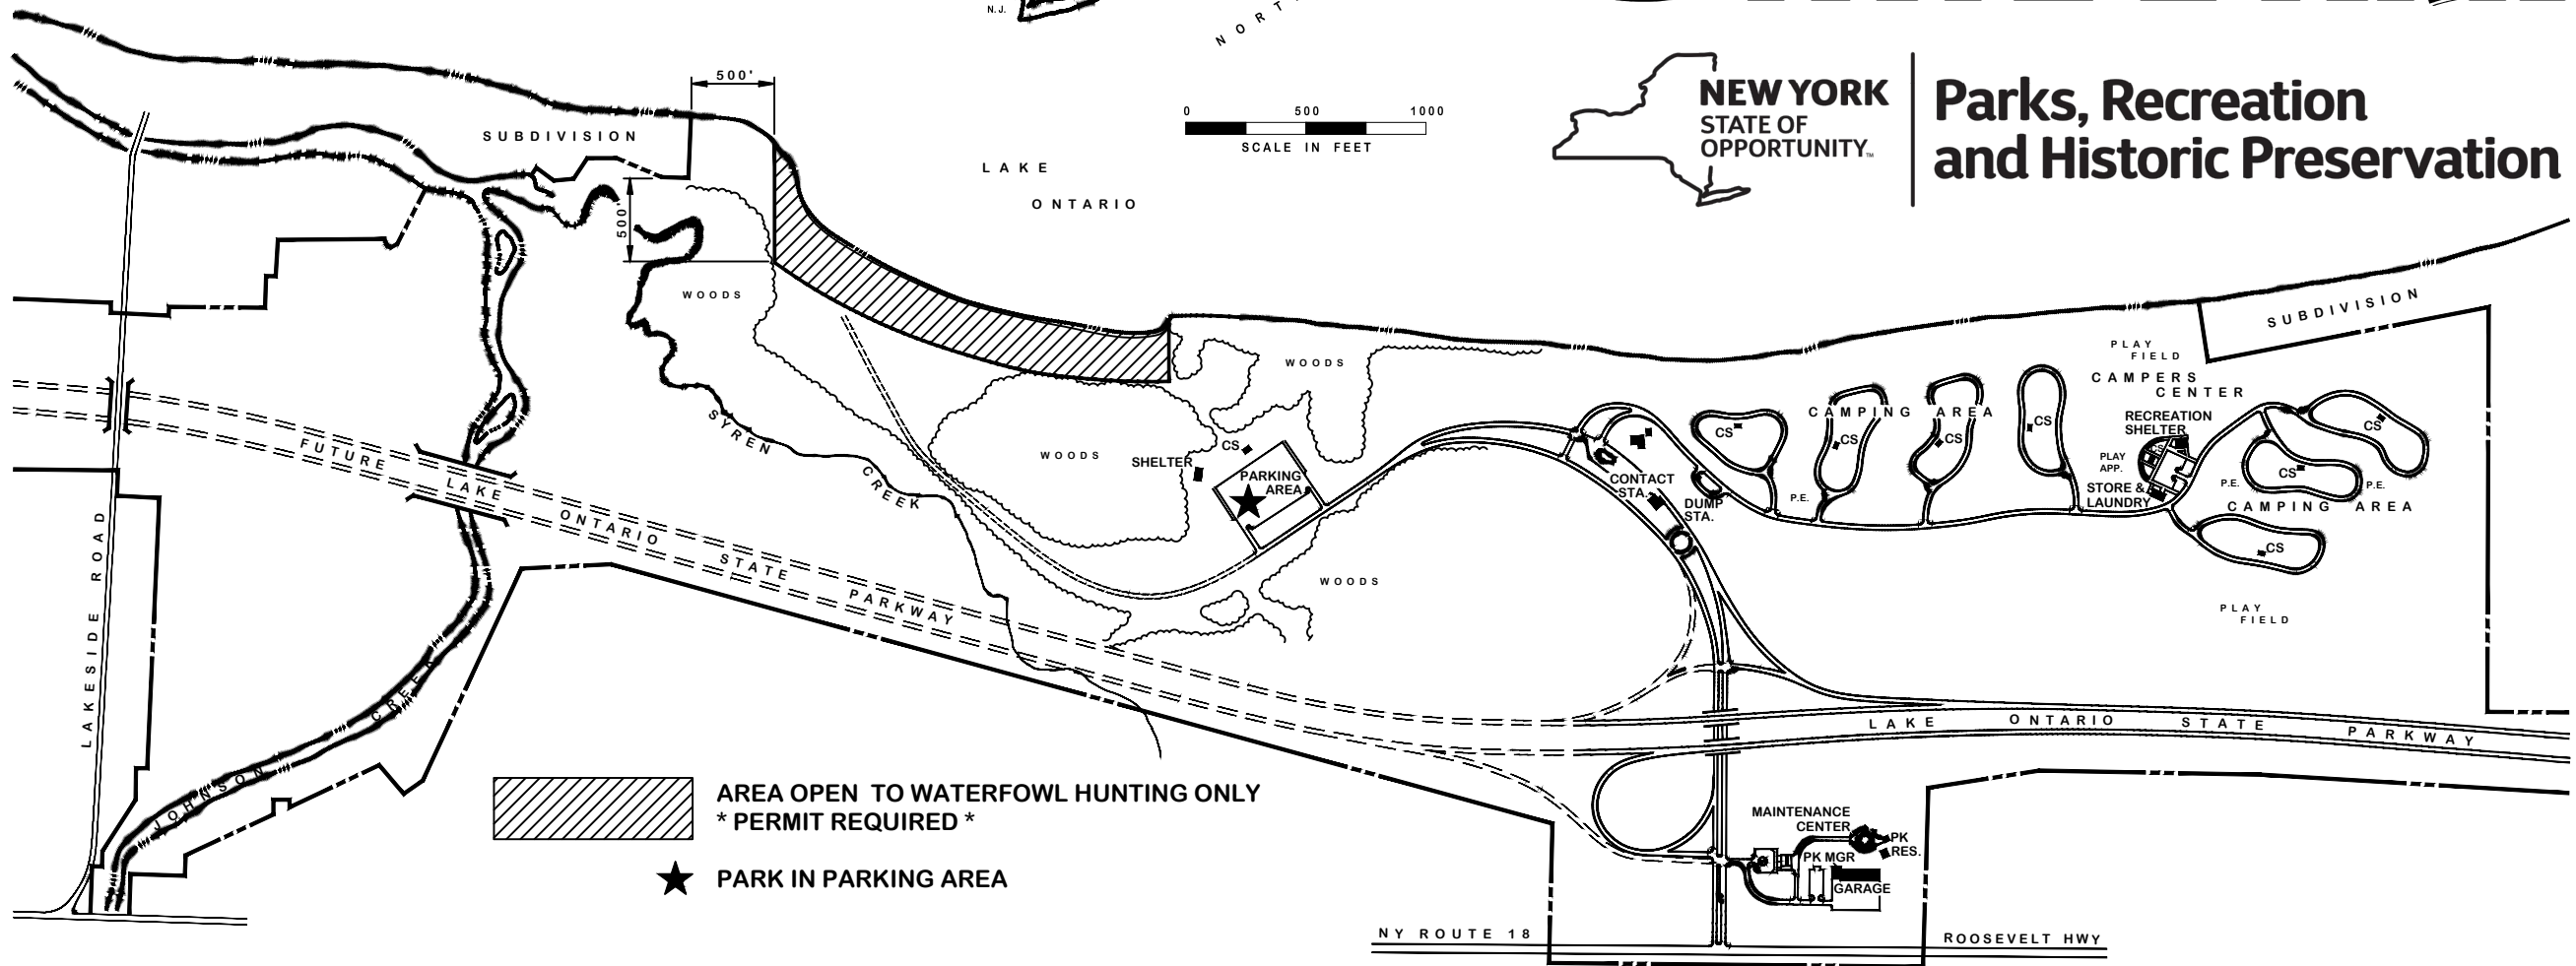 N.J.
NORT
0 500 1000
SCALE IN FEET
NEW YORK
STATE OF
OPPORTUNITY™
Parks, Recreation
and Historic Preservation
500'
SUBDIVISION
500'
LAKE
ONTARIO
WOODS
WOODS
SUBDIVISION
PLAY
FIELD
CAMPERS
CENTER
CAMPING AREA
RECREATION
SHELTER
CS
CS
CS
CS
CS
CS
CS
CS
CS
PLAY
APP.
STORE &
LAUNDRY
P.E.
P.E.
P.E.
CAMPING AREA
SYREN
CREEK
WOODS
SHELTER
PARKING
AREA
CONTACT
STA.
DUMP
STA.
FUTURE
LAKE
ONTARIO
STATE
PARKWAY
WOODS
PLAY
FIELD
LAKESIDE ROAD
JOHNSON
CREEK
LAKE ONTARIO STATE PARKWAY
AREA OPEN TO WATERFOWL HUNTING ONLY
* PERMIT REQUIRED *
PARK IN PARKING AREA
MAINTENANCE
CENTER
PK
RES.
PK MGR
GARAGE
NY ROUTE 18
ROOSEVELT HWY